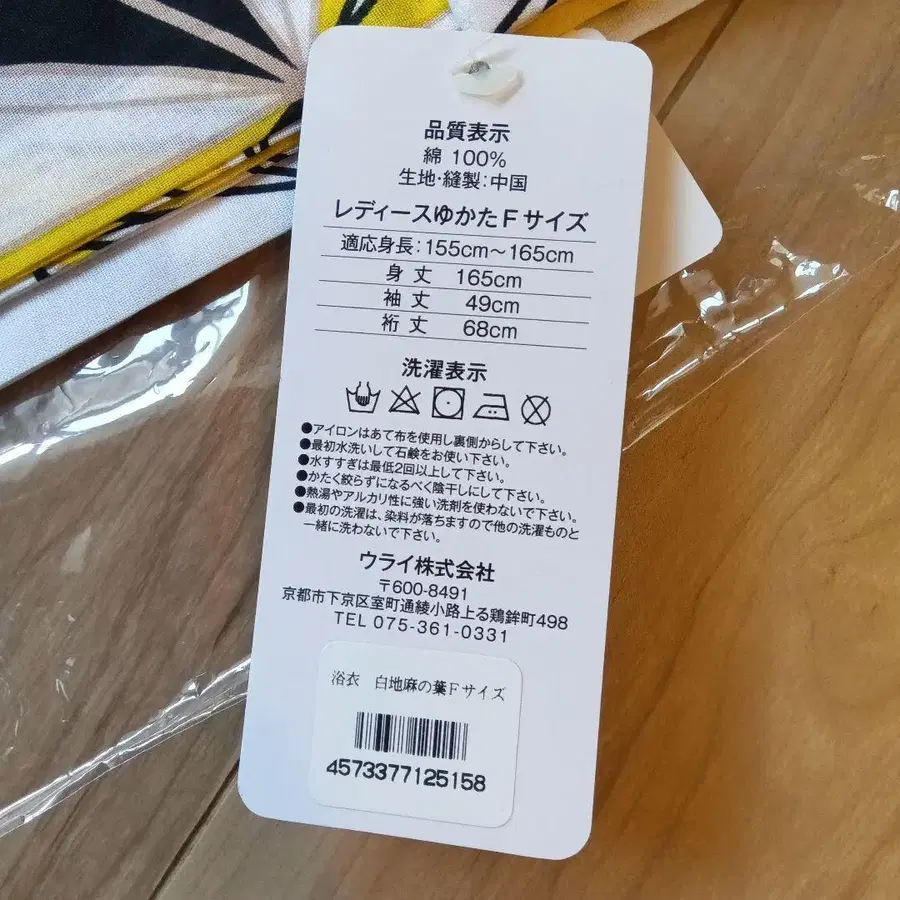 品質表示
綿 100%
生地・縫製:中国
レディースゆかたFサイズ
適応身長:155cm〜165cm
身丈 165cm
袖丈 49cm
裄丈 68cm
洗濯表示
●アイロンはあて布を使用し裏側からして下さい。
●最初水洗いして石鹸をお使い下さい。
●水すすぎは最低2回以上して下さい。
●かたく絞らずになるべく陰干しにして下さい。
●熱湯やアルカリ性に強い洗剤を使わないで下さい。
●最初の洗濯は、染料が落ちますので他の洗濯ものと
一緒に洗わないで下さい。
ウライ株式会社
〒600-8491
京都市下京区室町通綾小路上る鶏鉾町498
TEL 075-361-0331
浴衣 白地麻の葉Fサイズ
4573377125158